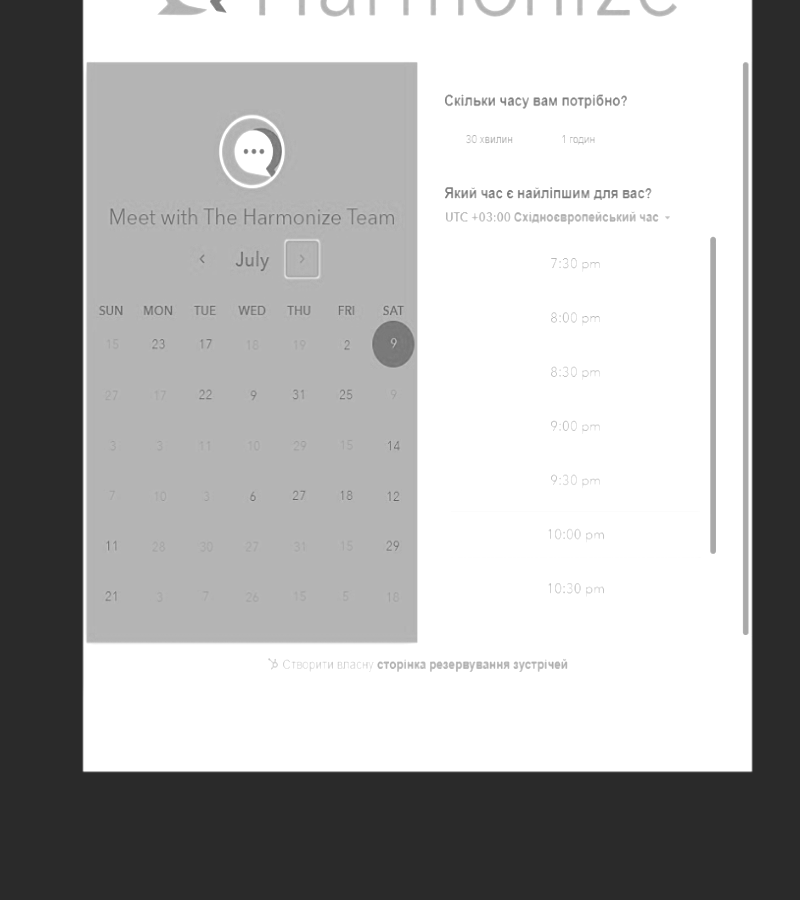 Harmonize
Meet with The Harmonize Team
July
SUN MON TUE WED THU FRI SAT
15 23 17 18 19 2 9
27 17 22 9 31 25 9
3 3 11 10 29 15 14
7 10 3 6 27 18 12
11 28 30 27 31 15 29
21 3 7 26 15 5 18
Скільки часу вам потрібно?
30 хвилин 1 годин
Який час є найліпшим для вас?
UTC +03:00 Східноєвропейський час
7:30 pm
8:00 pm
8:30 pm
9:00 pm
9:30 pm
10:00 pm
10:30 pm
Створити власну сторінка резервування зустрічей